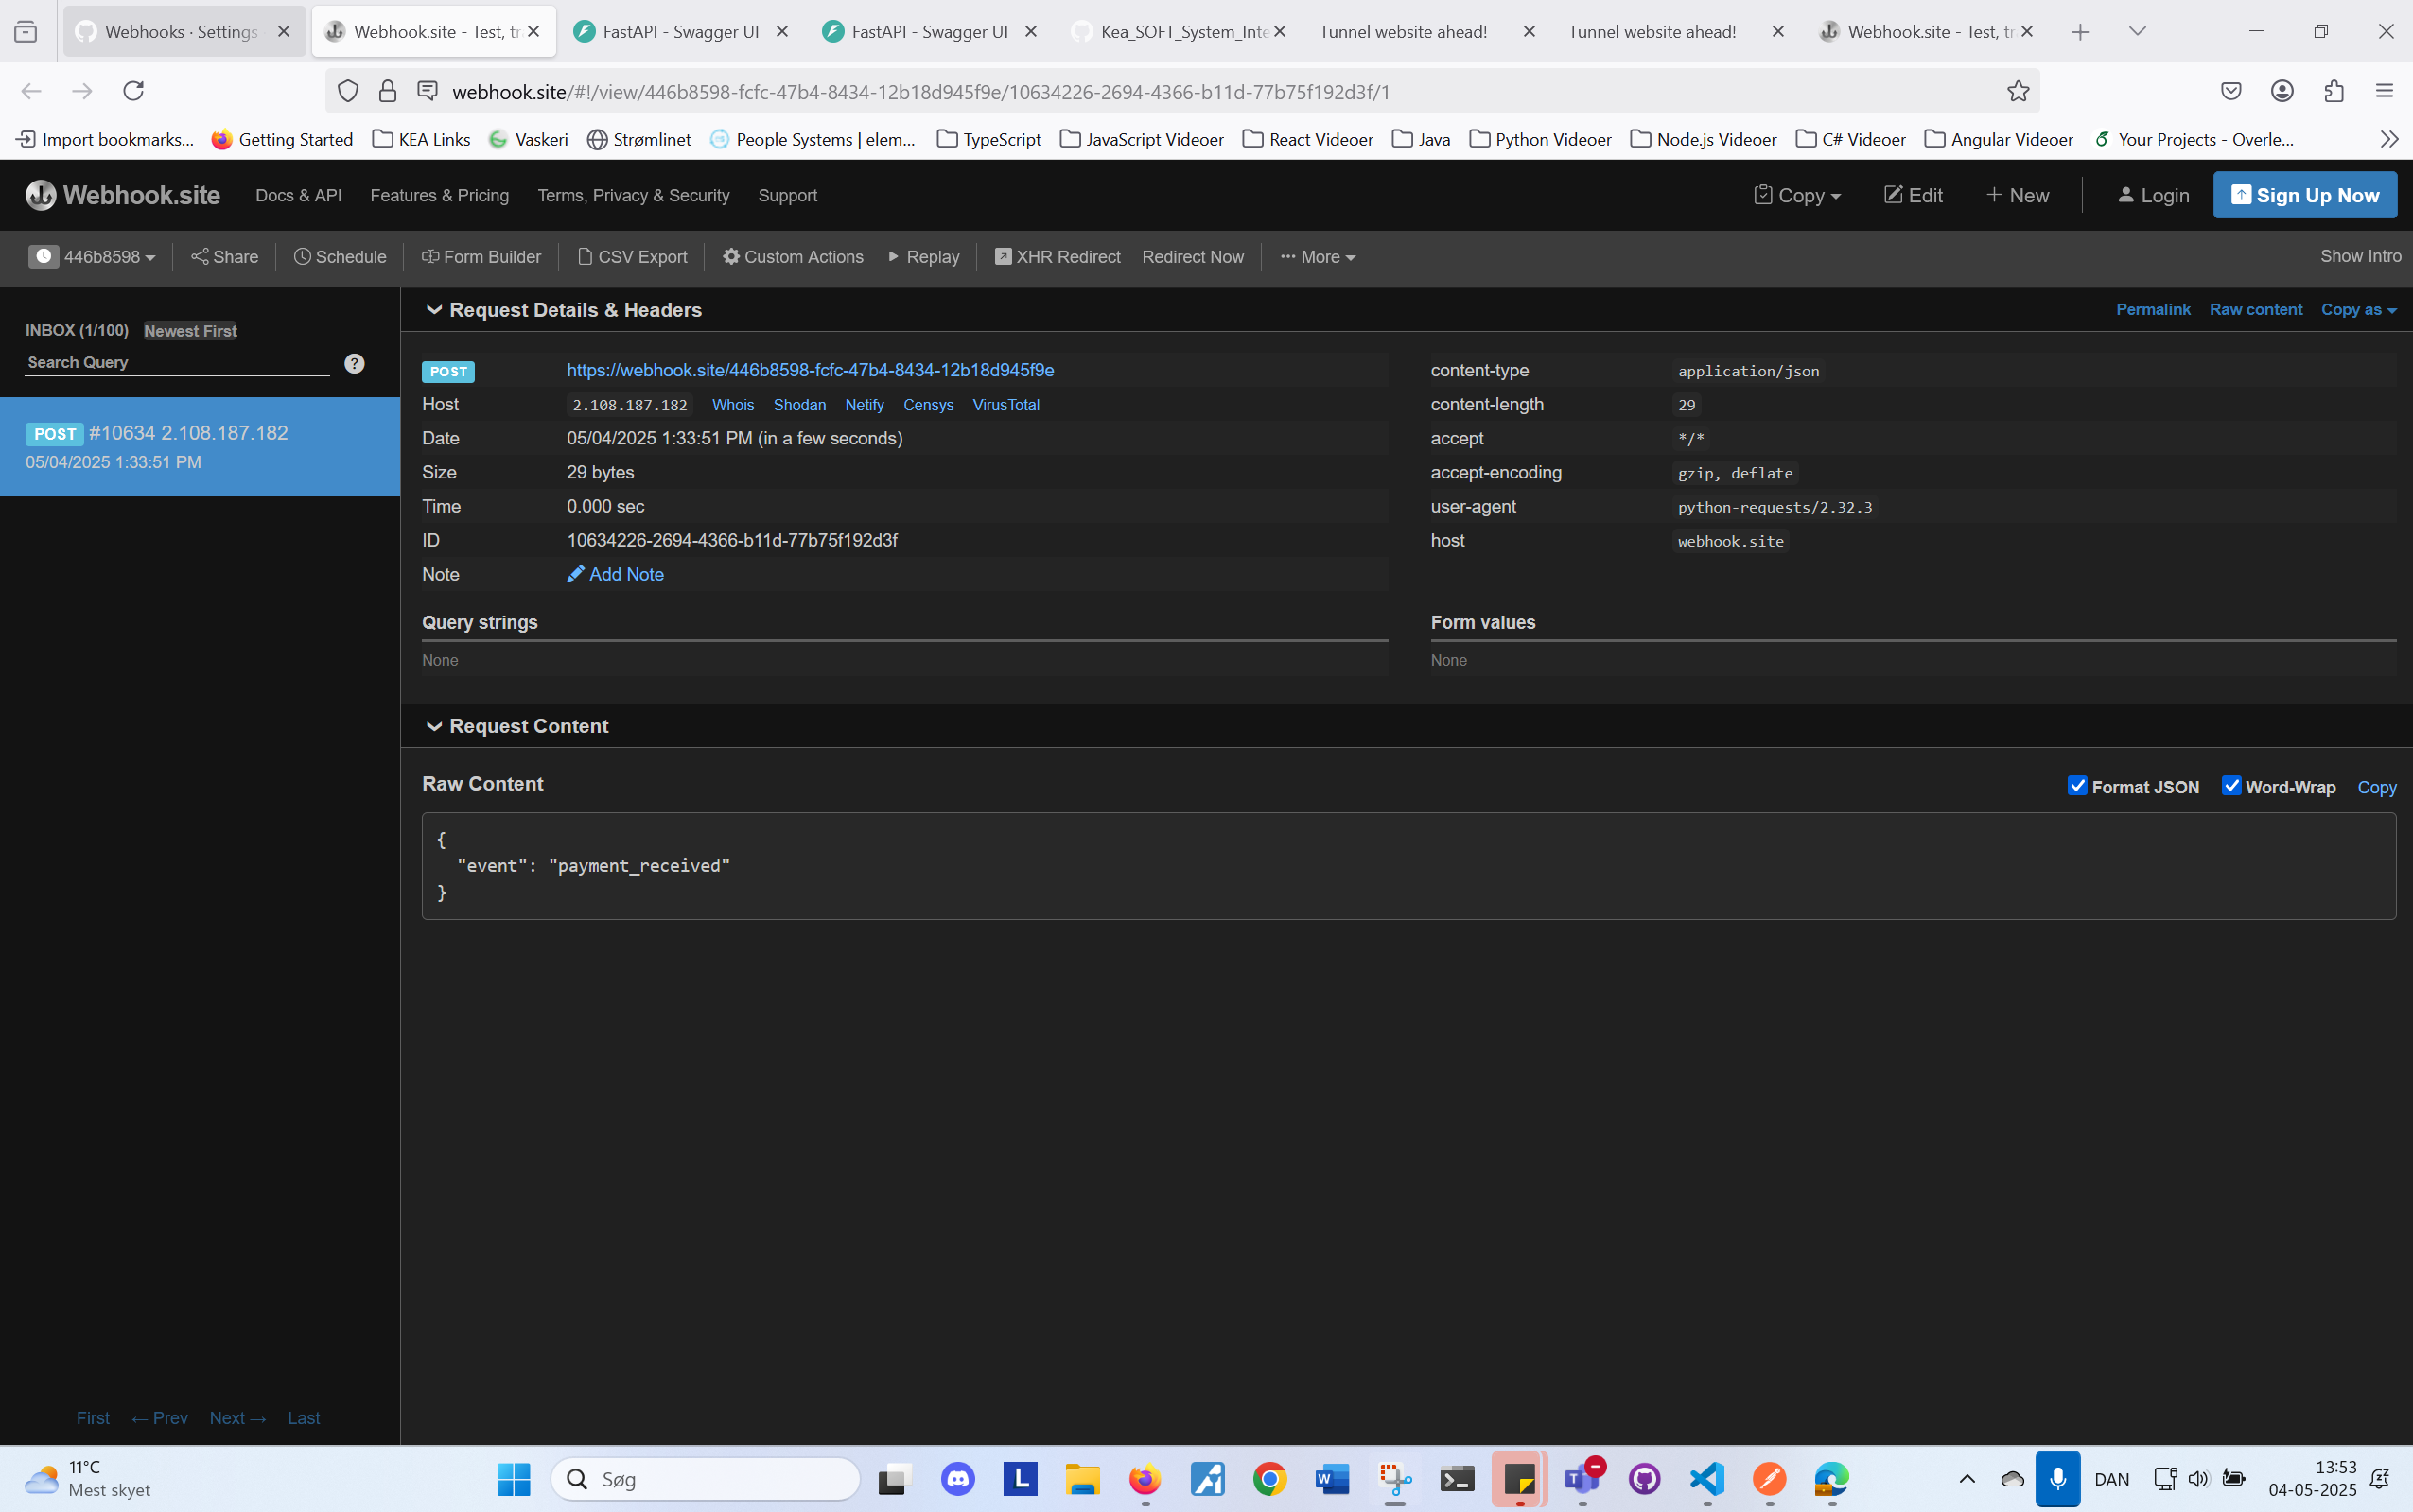 Webhooks · Settings
Webhook.site - Test, tr
FastAPI - Swagger UI
FastAPI - Swagger UI
Kea_SOFT_System_Inte
Tunnel website ahead!
Tunnel website ahead!
Webhook.site - Test, tr
webhook.site/#!/view/446b8598-fcfc-47b4-8434-12b18d945f9e/10634226-2694-4366-b11d-77b75f192d3f/1
Import bookmarks...
Getting Started
KEA Links
Vaskeri
Strømlinet
People Systems | elem...
TypeScript
JavaScript Videoer
React Videoer
Java
Python Videoer
Node.js Videoer
C# Videoer
Angular Videoer
Your Projects - Overle...
Webhook.site
Docs & API
Features & Pricing
Terms, Privacy & Security
Support
Copy
Edit
New
Login
Sign Up Now
446b8598
Share
Schedule
Form Builder
CSV Export
Custom Actions
Replay
XHR Redirect
Redirect Now
More
Show Intro
INBOX (1/100) Newest First
Search Query
?
POST #10634 2.108.187.182
05/04/2025 1:33:51 PM
First ← Prev Next → Last
Request Details & Headers
Permalink Raw content Copy as
POST https://webhook.site/446b8598-fcfc-47b4-8434-12b18d945f9e
Host 2.108.187.182 Whois Shodan Netify Censys VirusTotal
Date 05/04/2025 1:33:51 PM (in a few seconds)
Size 29 bytes
Time 0.000 sec
ID 10634226-2694-4366-b11d-77b75f192d3f
Note Add Note
content-type application/json
content-length 29
accept */*
accept-encoding gzip, deflate
user-agent python-requests/2.32.3
host webhook.site
Query strings
None
Form values
None
Request Content
Raw Content
Format JSON Word-Wrap Copy
{
"event": "payment_received"
}
11°C
Mest skyet
Søg
DAN
13:53
04-05-2025